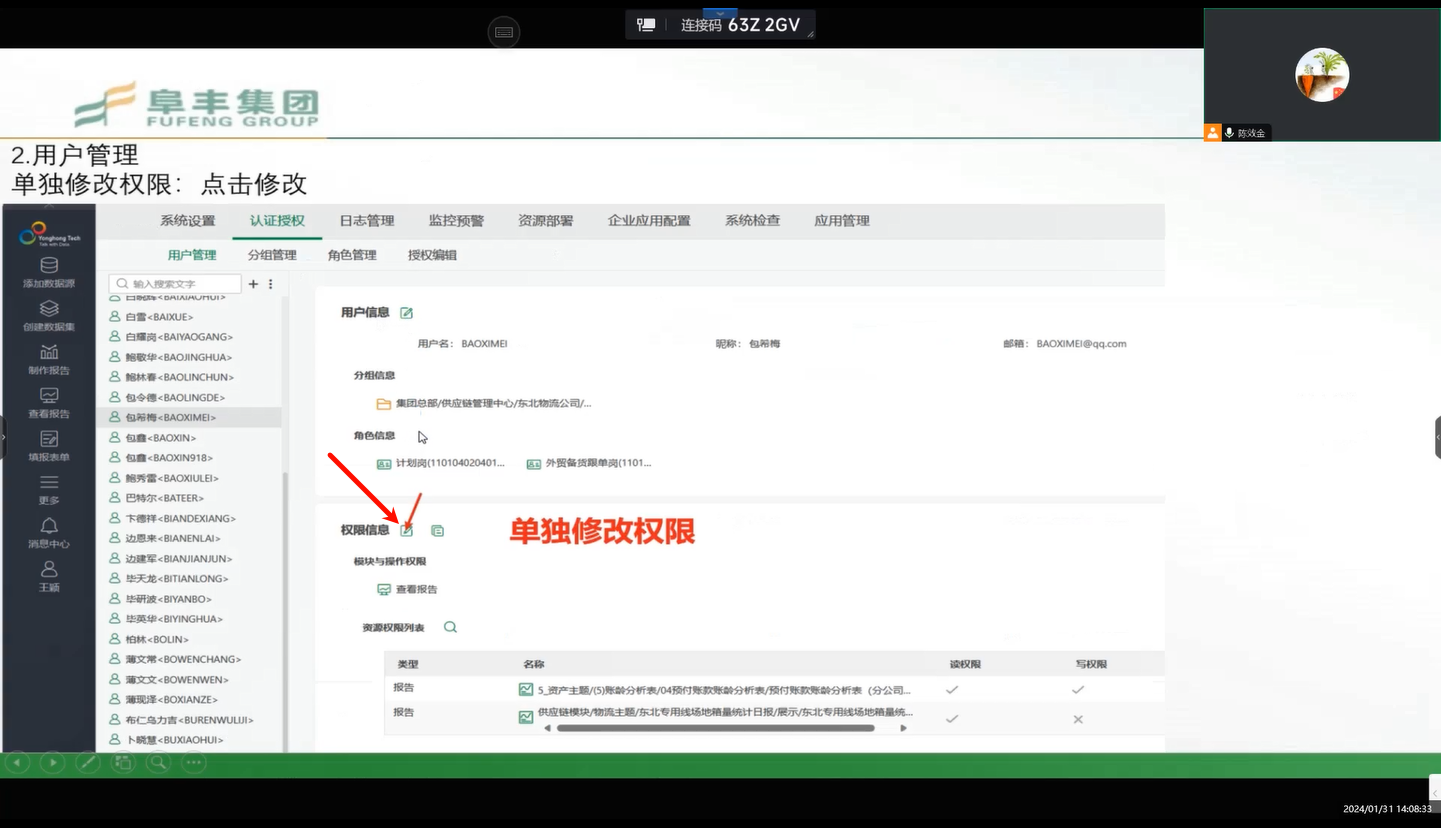 连接码 63Z 2GV
陈效金
阜丰集团
FUFENG GROUP
2.用户管理
单独修改权限：点击修改
Yonghong Tech
Talk with Data
添加数据源
创建数据集
制作报告
查看报告
填报表单
更多
消息中心
王颖
系统设置 认证授权 日志管理 监控预警 资源部署 企业应用配置 系统检查 应用管理
用户管理 分组管理 角色管理 授权编辑
输入搜索文字
白晓辉<BAIXIAOHUI>
白雪<BAIXUE>
白耀岗<BAIYAOGANG>
鲍敬华<BAOJINGHUA>
鲍林春<BAOLINCHUN>
包令德<BAOLINGDE>
包希梅<BAOXIMEI>
包鑫<BAOXIN>
包鑫<BAOXIN918>
鲍秀雷<BAOXIULEI>
巴特尔<BATEER>
卞德祥<BIANDEXIANG>
边恩来<BIANENLAI>
边建军<BIANJIANJUN>
毕天龙<BITIANLONG>
毕研波<BIYANBO>
毕英华<BIYINGHUA>
柏林<BOLIN>
薄文常<BOWENCHANG>
薄文文<BOWENWEN>
薄现泽<BOXIANZE>
布仁乌力吉<BURENWULIJI>
卜晓慧<BUXIAOHUI>
用户信息
用户名： BAOXIMEI 昵称： 包希梅 邮箱： BAOXIMEI@qq.com
分组信息
集团总部/供应链管理中心/东北物流公司/...
角色信息
计划岗(110104020401... 外贸备货跟单岗(1101...
权限信息
单独修改权限
模块与操作权限
查看报告
资源权限列表
类型 名称 读权限 写权限
报告 5_资产主题/(5)账龄分析表/04预付账款账龄分析表/预付账款账龄分析表（分公司...
报告 供应链模块/物流主题/东北专用线场地箱量统计日报/展示/东北专用线场地箱量统...
2024/01/31 14:08:33